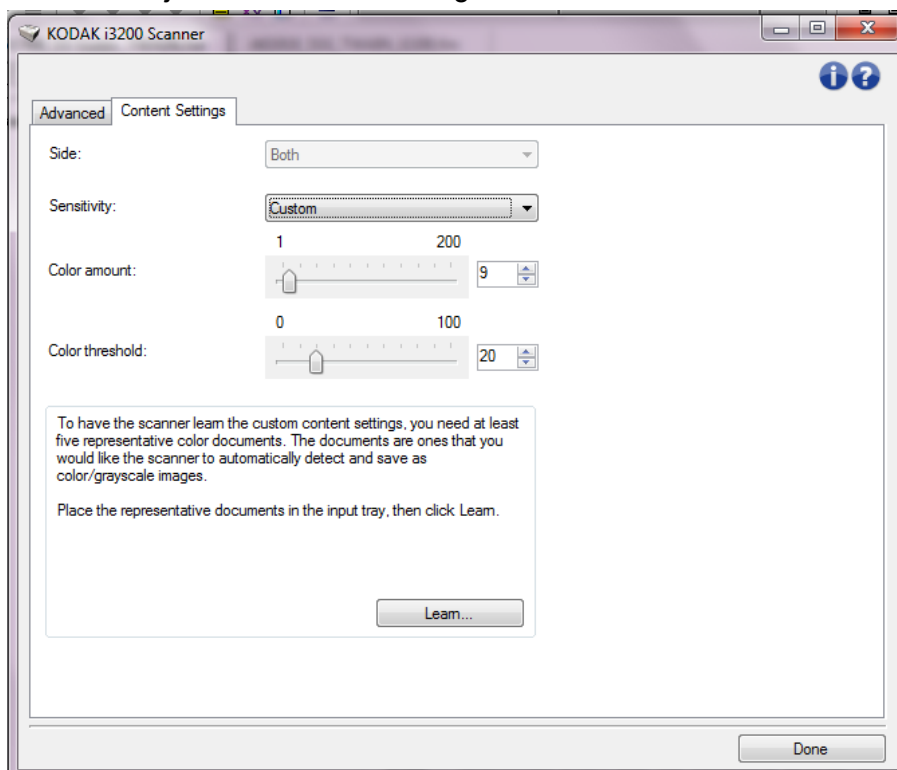 KODAK i3200 Scanner
Advanced
Content Settings
Side:
Both
Sensitivity:
Custom
1 200
Color amount:
9
0 100
Color threshold:
20
To have the scanner learn the custom content settings, you need at least
five representative color documents. The documents are ones that you
would like the scanner to automatically detect and save as
color/grayscale images.
Place the representative documents in the input tray, then click Learn.
Learn...
Done